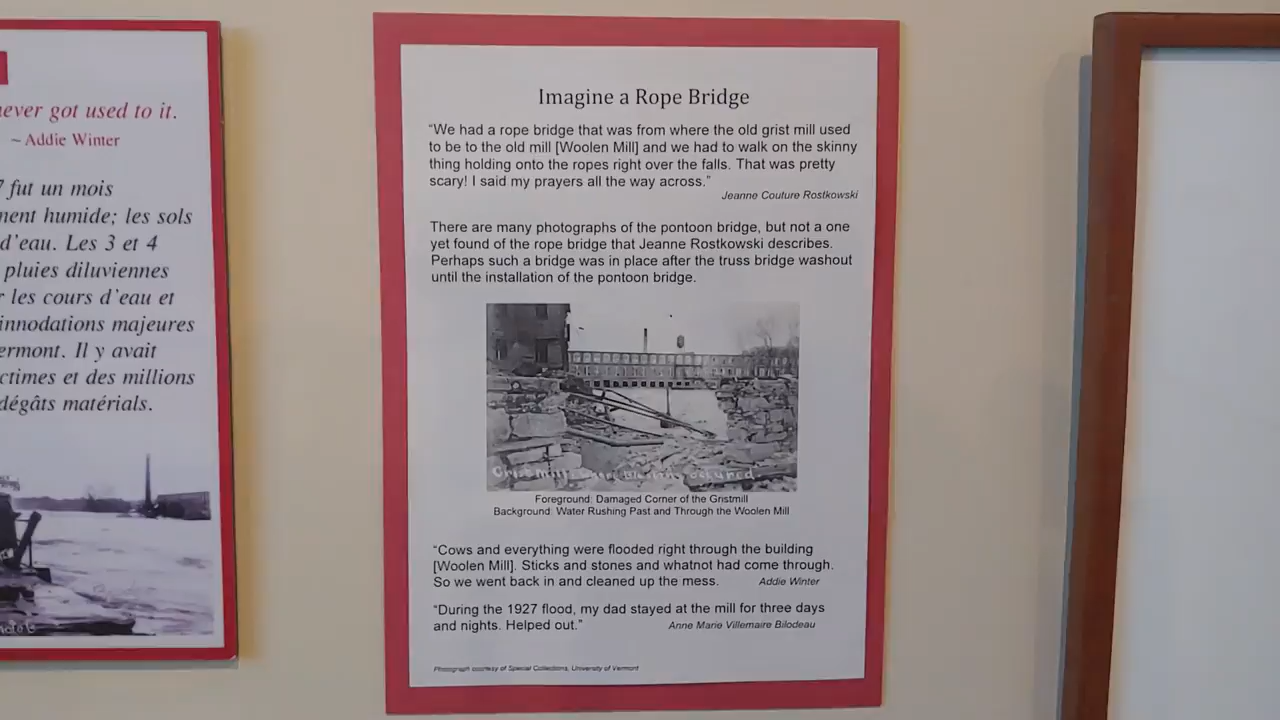 never got used to it.
~ Addie Winter
fut un mois
humide; les sols
d'eau. Les 3 et 4
pluies diluviennes
les cours d'eau et
innodations majeures
Il y avait
et des millions
dégâts matérials.
Imagine a Rope Bridge
“We had a rope bridge that was from where the old grist mill used
to be to the old mill [Woolen Mill] and we had to walk on the skinny
thing holding onto the ropes right over the falls. That was pretty
scary! I said my prayers all the way across.”
Jeanne Couture Rostkowski
There are many photographs of the pontoon bridge, but not a one
yet found of the rope bridge that Jeanne Rostkowski describes.
Perhaps such a bridge was in place after the truss bridge washout
until the installation of the pontoon bridge.
Foreground: Damaged Corner of the Gristmill
Background: Water Rushing Past and Through the Woolen Mill
“Cows and everything were flooded right through the building
[Woolen Mill]. Sticks and stones and whatnot had come through.
So we went back in and cleaned up the mess. Addie Winter
“During the 1927 flood, my dad stayed at the mill for three days
and nights. Helped out.” Anne Marie Villemaire Bilodeau
Photograph courtesy of Special Collections, University of Vermont